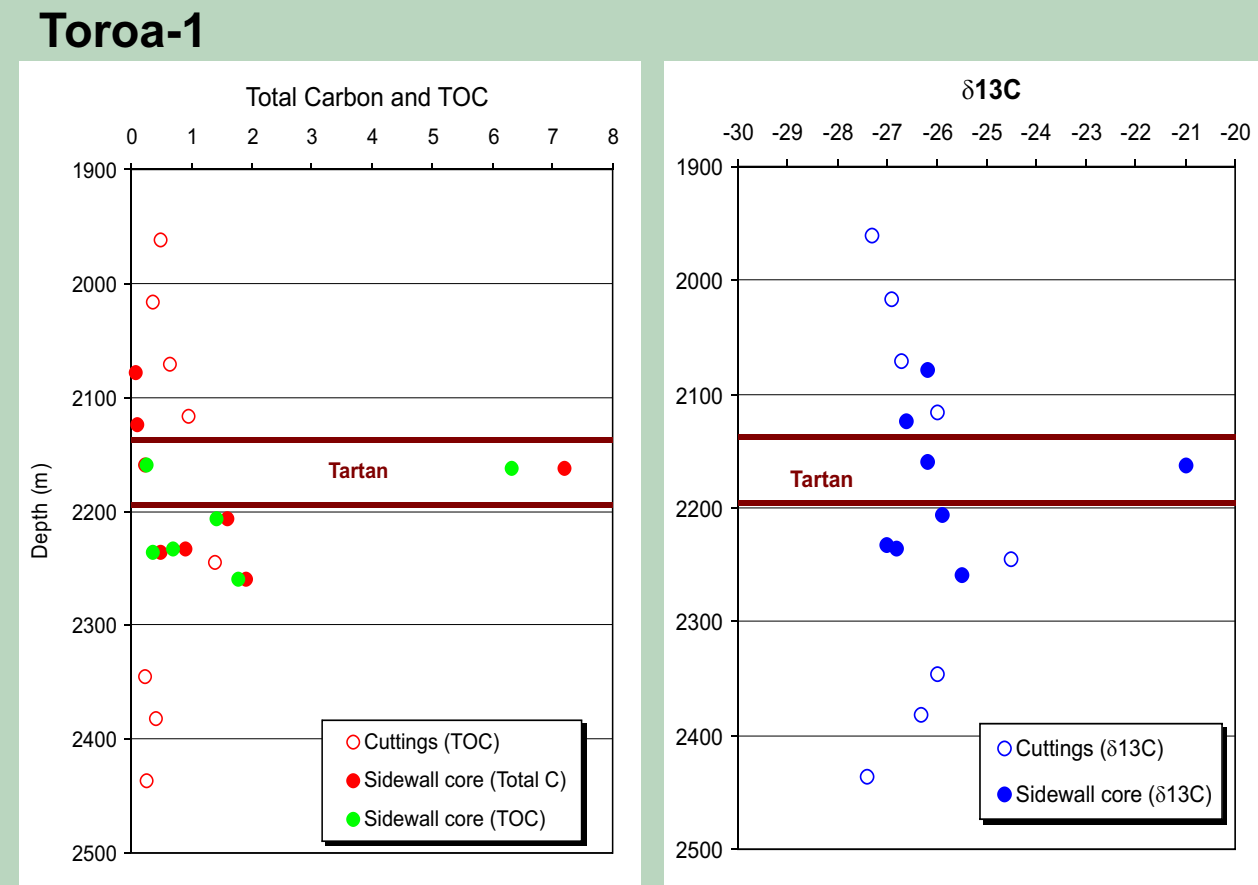 Toroa-1
Total Carbon and TOC
0 1 2 3 4 5 6 7 8
1900
2000
2100
2200
2300
2400
2500
Depth (m)
Tartan
Cuttings (TOC)
Sidewall core (Total C)
Sidewall core (TOC)
δ13C
-30 -29 -28 -27 -26 -25 -24 -23 -22 -21 -20
1900
2000
2100
2200
2300
2400
2500
Tartan
Cuttings (δ13C)
Sidewall core (δ13C)